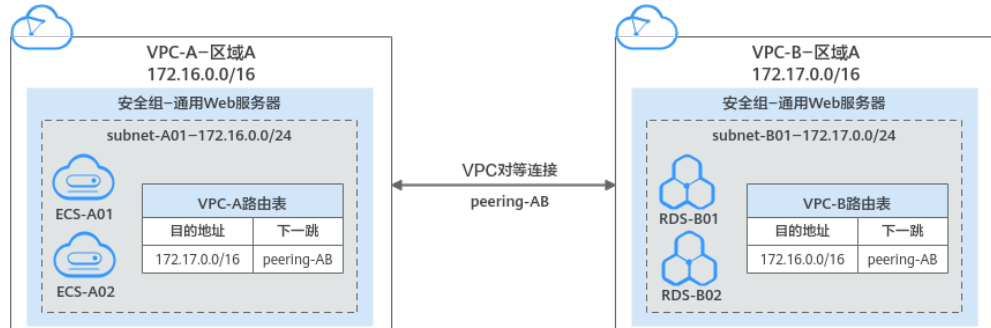 VPC-A-区域A
172.16.0.0/16
安全组-通用Web服务器
subnet-A01-172.16.0.0/24
ECS-A01
ECS-A02
VPC-A路由表
目的地址 下一跳
172.17.0.0/16 peering-AB
VPC对等连接
peering-AB
VPC-B-区域A
172.17.0.0/16
安全组-通用Web服务器
subnet-B01-172.17.0.0/24
RDS-B01
RDS-B02
VPC-B路由表
目的地址 下一跳
172.16.0.0/16 peering-AB